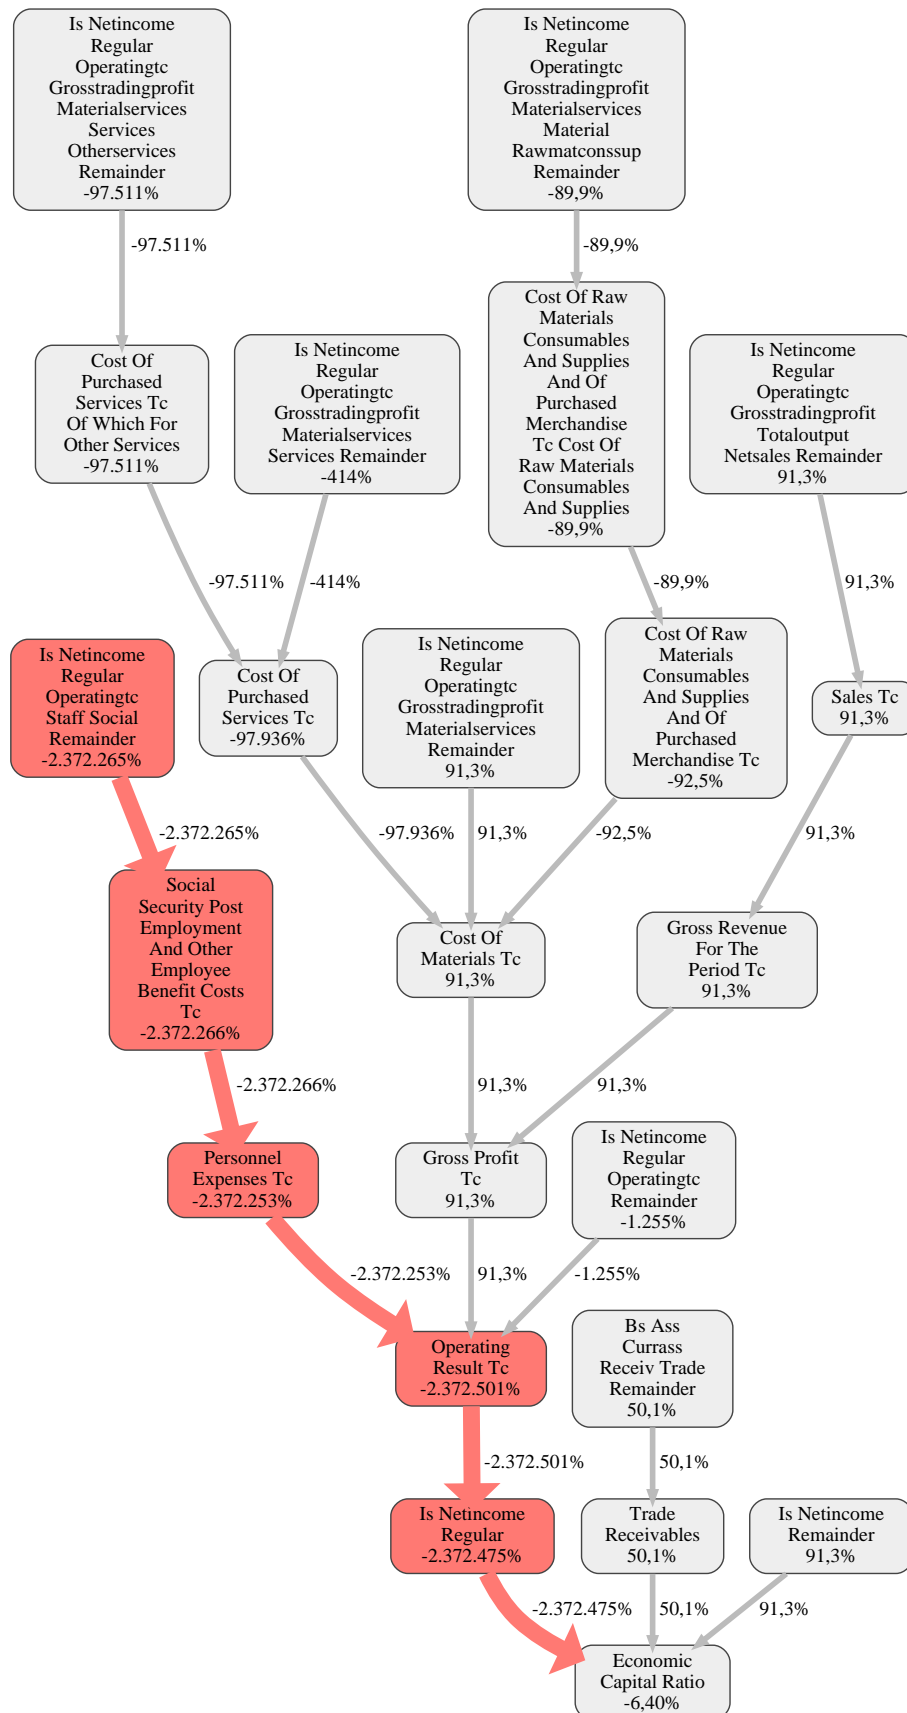 Is Netincome
Regular
Operatingtc
Grosstradingprofit
Materialservices
Services
Otherservices
Remainder
-97.511%
Is Netincome
Regular
Operatingtc
Grosstradingprofit
Materialservices
Material
Rawmatconssup
Remainder
-89,9%
-97.511%
-89,9%
Cost Of
Purchased
Services Tc
Of Which For
Other Services
-97.511%
Is Netincome
Regular
Operatingtc
Grosstradingprofit
Materialservices
Services Remainder
-414%
Cost Of Raw
Materials
Consumables
And Supplies
And Of
Purchased
Merchandise
Tc Cost Of
Raw Materials
Consumables
And Supplies
-89,9%
Is Netincome
Regular
Operatingtc
Grosstradingprofit
Totaloutput
Netsales Remainder
91,3%
-97.511%
-414%
-89,9%
91,3%
Is Netincome
Regular
Operatingtc
Staff Social
Remainder
-2.372.265%
Cost Of
Purchased
Services Tc
-97.936%
Is Netincome
Regular
Operatingtc
Grosstradingprofit
Materialservices
Remainder
91,3%
Cost Of Raw
Materials
Consumables
And Supplies
And Of
Purchased
Merchandise Tc
-92,5%
Sales Tc
91,3%
-2.372.265%
-97.936%
91,3%
-92,5%
91,3%
Social
Security Post
Employment
And Other
Employee
Benefit Costs
Tc
-2.372.266%
Cost Of
Materials Tc
91,3%
Gross Revenue
For The
Period Tc
91,3%
-2.372.266%
91,3%
91,3%
Personnel
Expenses Tc
-2.372.253%
Gross Profit
Tc
91,3%
Is Netincome
Regular
Operatingtc
Remainder
-1.255%
-2.372.253%
91,3%
-1.255%
Operating
Result Tc
-2.372.501%
Bs Ass
Currass
Receiv Trade
Remainder
50,1%
-2.372.501%
50,1%
Is Netincome
Regular
-2.372.475%
Trade
Receivables
50,1%
Is Netincome
Remainder
91,3%
-2.372.475%
50,1%
91,3%
Economic
Capital Ratio
-6,40%